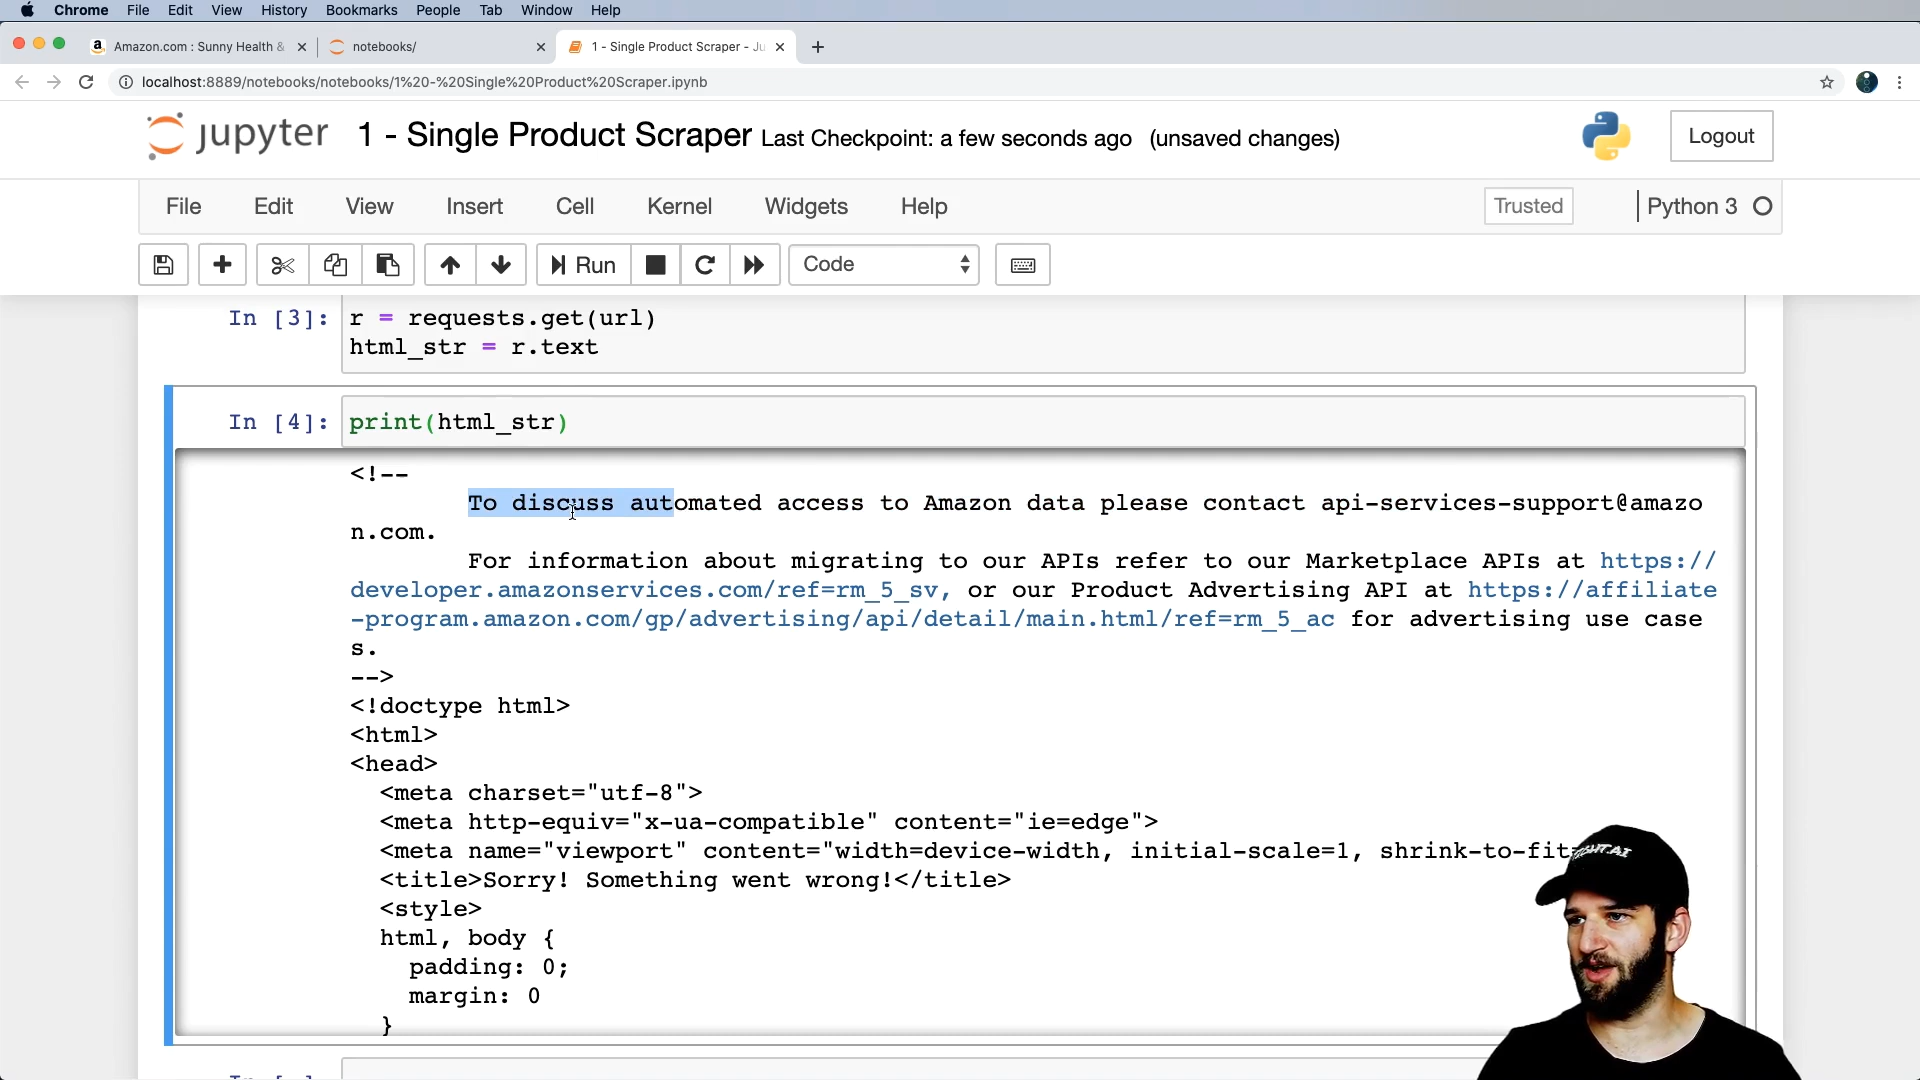 Chrome File Edit View History Bookmarks People Tab Window Help
Amazon.com : Sunny Health &
notebooks/
1 - Single Product Scraper - Ju
localhost:8889/notebooks/notebooks/1%20-%20Single%20Product%20Scraper.ipynb
jupyter 1 - Single Product Scraper Last Checkpoint: a few seconds ago (unsaved changes)
Logout
File Edit View Insert Cell Kernel Widgets Help
Trusted
Python 3
Run
Code
In [3]: r = requests.get(url)
html_str = r.text
In [4]: print(html_str)
<!--
To discuss automated access to Amazon data please contact api-services-support@amazo
n.com.
For information about migrating to our APIs refer to our Marketplace APIs at https://
developer.amazonservices.com/ref=rm_5_sv, or our Product Advertising API at https://affiliate
-program.amazon.com/gp/advertising/api/detail/main.html/ref=rm_5_ac for advertising use case
s.
-->
<!doctype html>
<html>
<head>
<meta charset="utf-8">
<meta http-equiv="x-ua-compatible" content="ie=edge">
<meta name="viewport" content="width=device-width, initial-scale=1, shrink-to-fit
<title>Sorry! Something went wrong!</title>
<style>
html, body {
padding: 0;
margin: 0
}